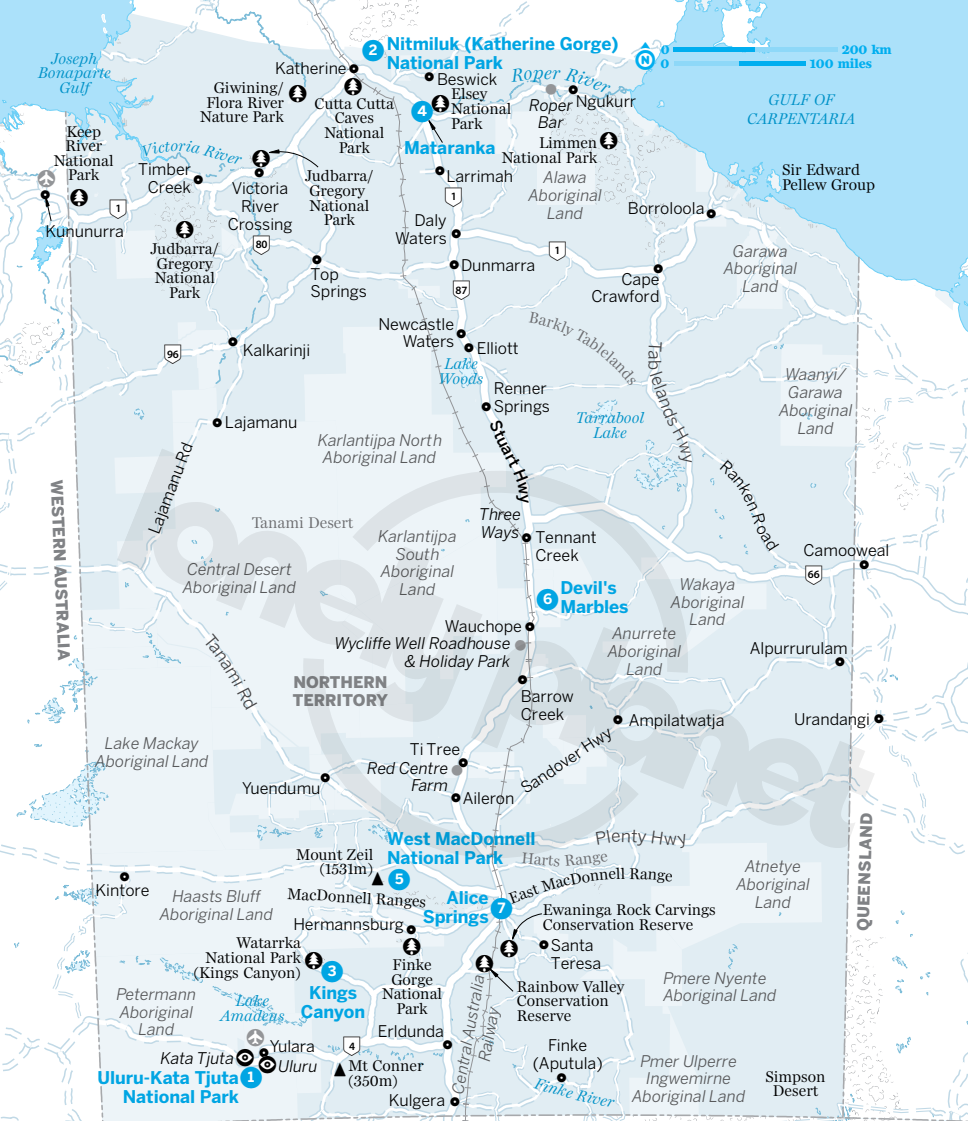 2 Nitmiluk (Katherine Gorge)
National Park
0 200 km
0 100 miles
N
Joseph
Bonaparte
Gulf
Katherine
Beswick
Roper River
Giwining/
Flora River
Nature Park
Cutta Cutta
Caves
National
Park
Elsey
National
Park
4
Mataranka
Roper
Bar
Ngukurr
GULF OF
CARPENTARIA
Keep
River
National
Park
Victoria River
Limmen
National Park
Timber
Creek
Victoria
River
Crossing
Judbarra/
Gregory
National
Park
Larrimah
Alawa
Aboriginal
Land
Sir Edward
Pellew Group
1
1
Kununurra
Judbarra/
Gregory
National
Park
80
Daly
Waters
1
Borroloola
Garawa
Aboriginal
Land
Top
Springs
Dunmarra
87
Cape
Crawford
Newcastle
Waters
Elliott
Lake
Woods
Barkly Tablelands
Tablelands Hwy
96
Kalkarinji
Renner
Springs
Waanyi/
Garawa
Aboriginal
Land
Lajamanu
Tarrabool
Lake
Karlantijpa North
Aboriginal Land
Stuart Hwy
Lajamanu Rd
Ranken Road
WESTERN AUSTRALIA
lonely planet
Tanami Desert
Three
Ways
Karlantijpa
South
Aboriginal
Land
Tennant
Creek
Camooweal
66
Central Desert
Aboriginal Land
6 Devil's
Marbles
Wakaya
Aboriginal
Land
Wauchope
Wycliffe Well Roadhouse
& Holiday Park
Anurrete
Aboriginal
Land
Alpurrurulam
Tanami Rd
NORTHERN
TERRITORY
Barrow
Creek
Ampilatwatja
Urandangi
Lake Mackay
Aboriginal Land
Ti Tree
Red Centre
Farm
Sandover Hwy
Yuendumu
Aileron
West MacDonnell
National Park
5
Plenty Hwy
QUEENSLAND
Mount Zeil
(1531m)
Harts Range
Kintore
MacDonnell Ranges
East MacDonnell Range
Atnetye
Aboriginal
Land
Haasts Bluff
Aboriginal Land
Alice
Springs
7
Ewaninga Rock Carvings
Conservation Reserve
Hermannsburg
Watarrka
National Park
(Kings Canyon)
3
Kings
Canyon
Finke
Gorge
National
Park
Santa
Teresa
Rainbow Valley
Conservation
Reserve
Pmere Nyente
Aboriginal Land
Petermann
Aboriginal
Land
Lake
Amadeus
Central Australia
Railway
Erldunda
Yulara
4
Kata Tjuta
Uluru
Mt Conner
(350m)
Finke
(Aputula)
Pmer Ulperre
Ingwemirne
Aboriginal Land
Simpson
Desert
Uluru-Kata Tjuta
National Park
1
Finke River
Kulgera